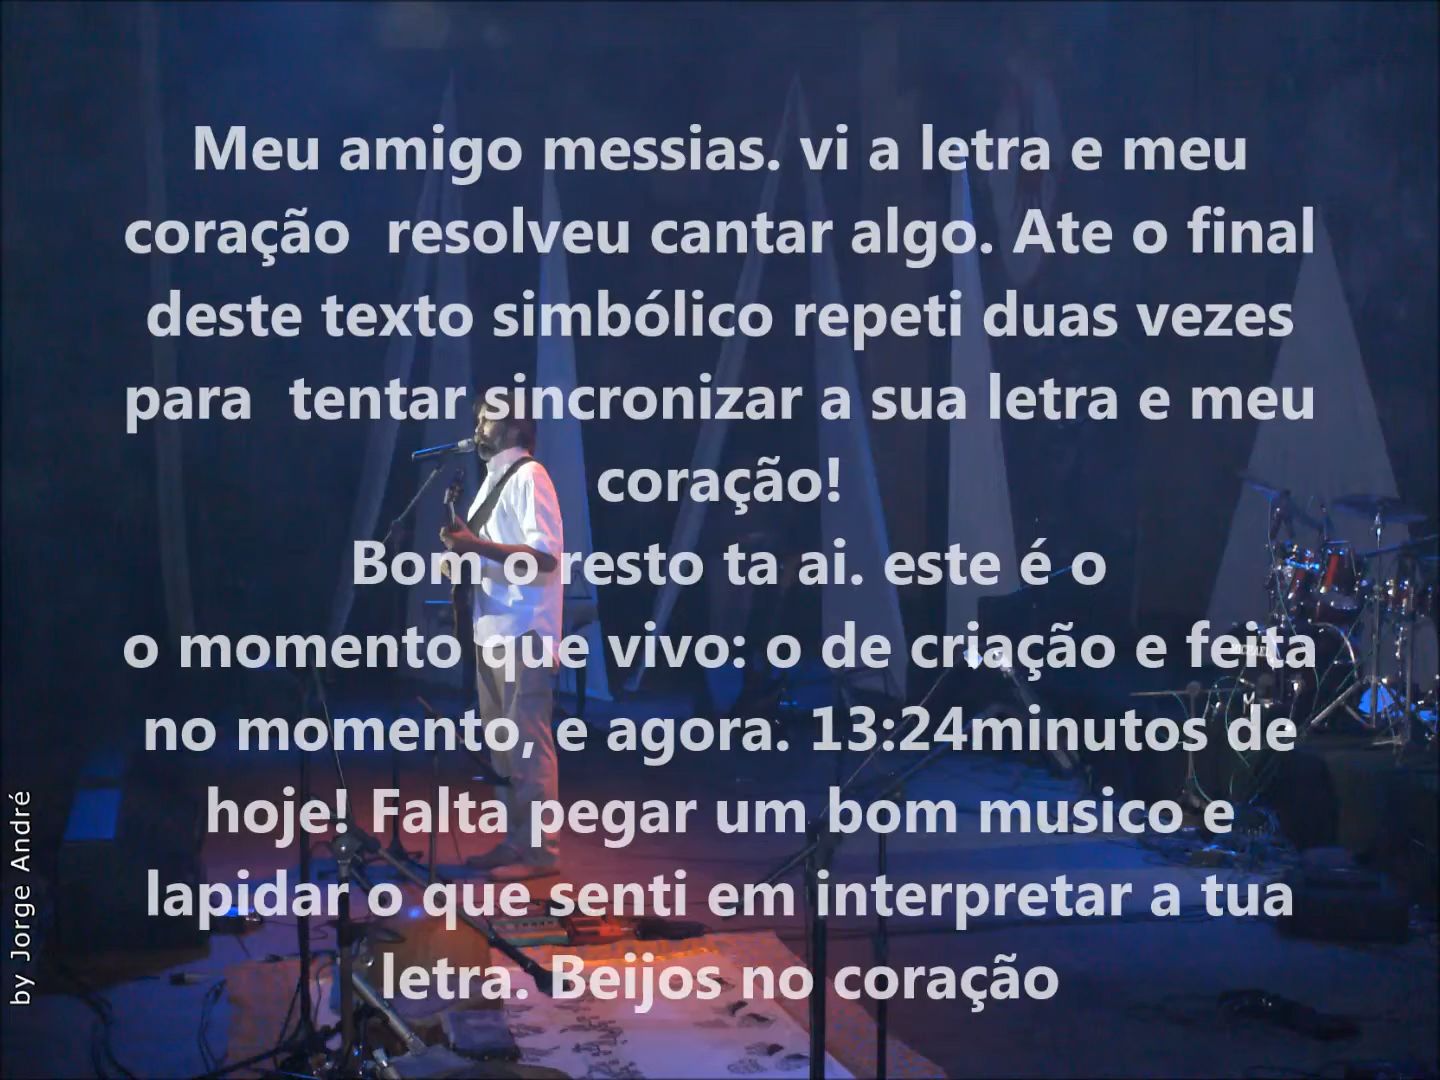 Meu amigo messias. vi a letra e meu
coração resolveu cantar algo. Ate o final
deste texto simbólico repeti duas vezes
para tentar sincronizar a sua letra e meu
coração!
Bom o resto ta ai. este é o
o momento que vivo: o de criação e feita
no momento, e agora. 13:24minutos de
hoje! Falta pegar um bom musico e
lapidar o que senti em interpretar a tua
letra. Beijos no coração
by Jorge André